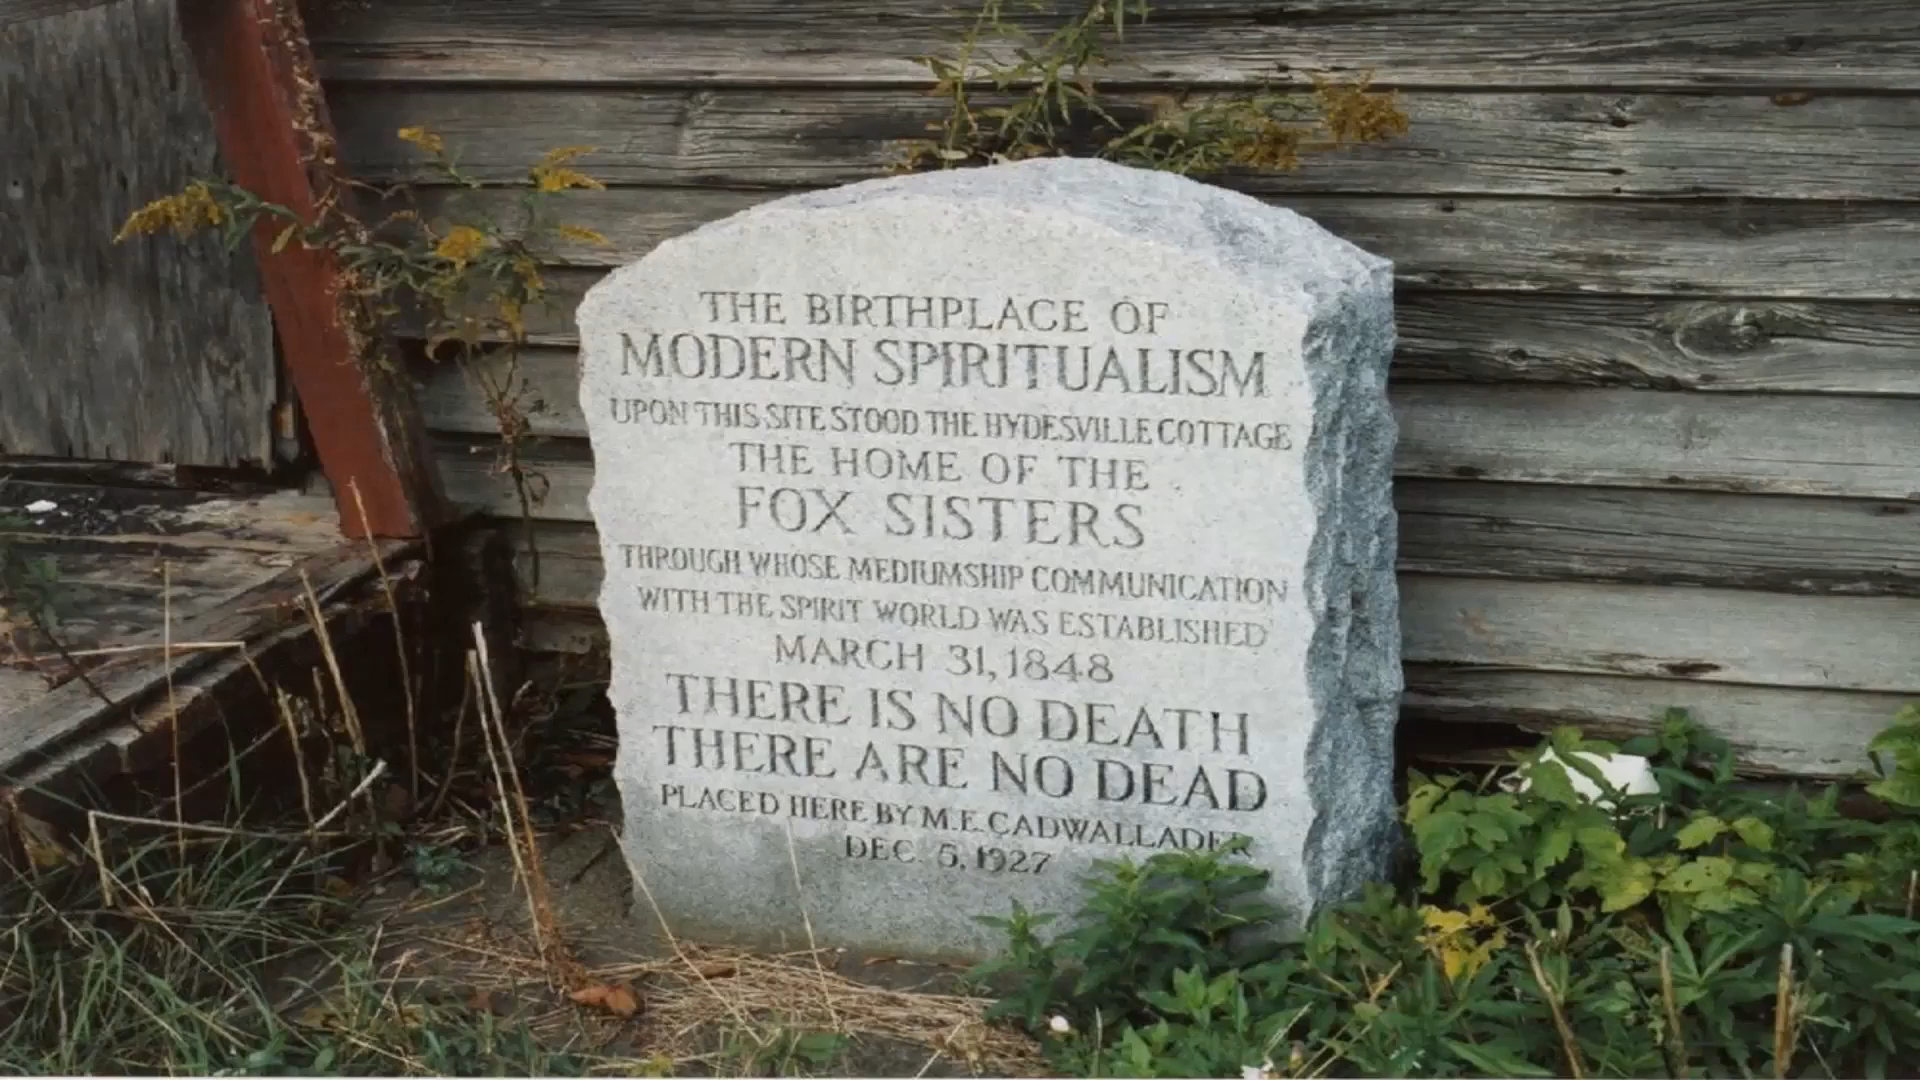 THE BIRTHPLACE OF
MODERN SPIRITUALISM
UPON THIS SITE STOOD THE HYDESVILLE COTTAGE
THE HOME OF THE
FOX SISTERS
THROUGH WHOSE MEDIUMSHIP COMMUNICATION
WITH THE SPIRIT WORLD WAS ESTABLISHED
MARCH 31, 1848
THERE IS NO DEATH
THERE ARE NO DEAD
PLACED HERE BY M.E. CADWALLADER
DEC. 5, 1927